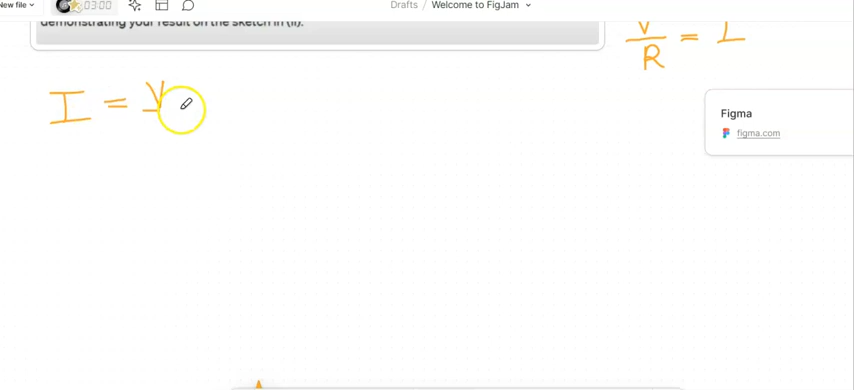 New file
03:00
Drafts / Welcome to FigJam
demonstrating your result on the sketch in (ii).
V
— = I
R
I = V
Figma
figma.com